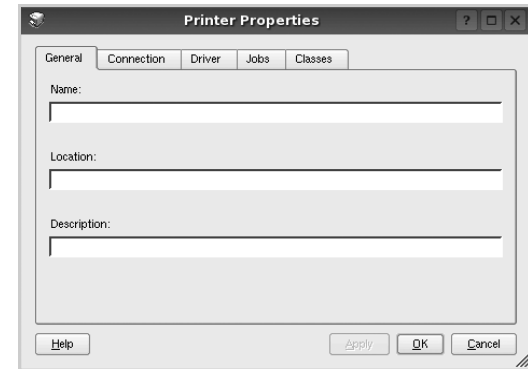 Printer Properties
General Connection Driver Jobs Classes
Name:
Location:
Description:
Help Apply OK Cancel